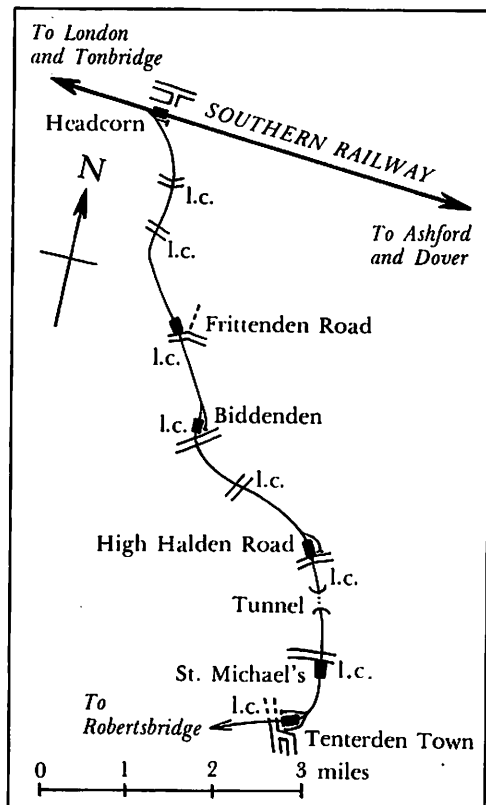 To London
and Tonbridge
SOUTHERN RAILWAY
Headcorn
N
l.c.
To Ashford
and Dover
l.c.
Frittenden Road
l.c.
Biddenden
l.c.
l.c.
High Halden Road
l.c.
Tunnel
St. Michael's
l.c.
To
Robertsbridge
l.c.
Tenterden Town
0 1 2 3
miles